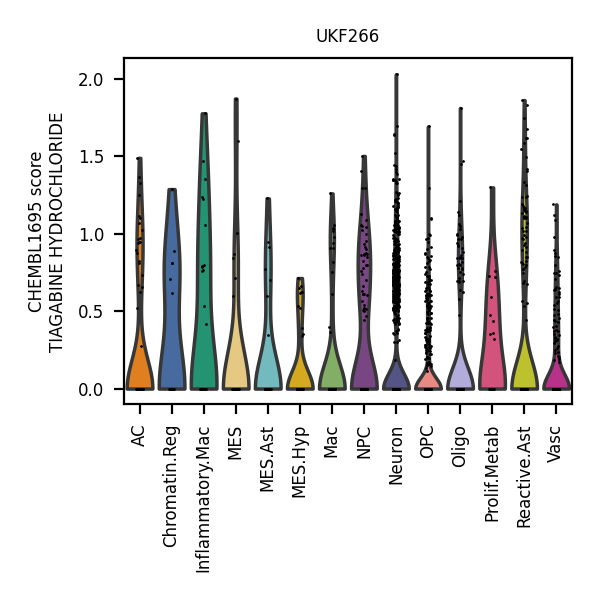 UKF266
CHEMBL1695 score
TIAGABINE HYDROCHLORIDE
2.0
1.5
1.0
0.5
0.0
AC
Chromatin.Reg
Inflammatory.Mac
MES
MES.Ast
MES.Hyp
Mac
NPC
Neuron
OPC
Oligo
Prolif.Metab
Reactive.Ast
Vasc